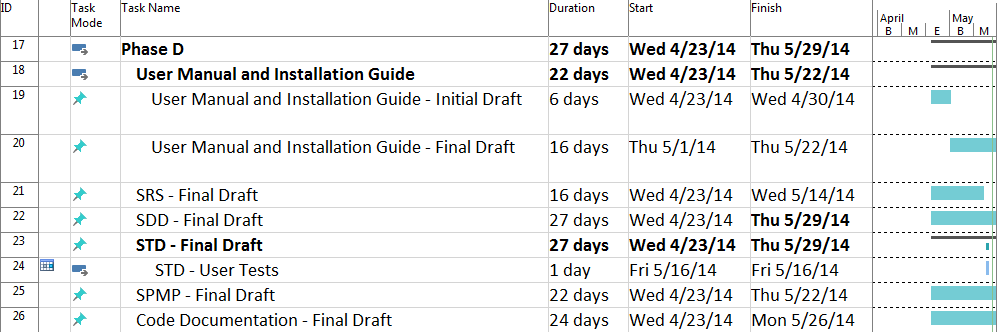 ID Task Mode Task Name Duration Start Finish April May
B M E B M
17 Phase D 27 days Wed 4/23/14 Thu 5/29/14
18 User Manual and Installation Guide 22 days Wed 4/23/14 Thu 5/22/14
19 User Manual and Installation Guide - Initial Draft 6 days Wed 4/23/14 Wed 4/30/14
20 User Manual and Installation Guide - Final Draft 16 days Thu 5/1/14 Thu 5/22/14
21 SRS - Final Draft 16 days Wed 4/23/14 Wed 5/14/14
22 SDD - Final Draft 27 days Wed 4/23/14 Thu 5/29/14
23 STD - Final Draft 27 days Wed 4/23/14 Thu 5/29/14
24 STD - User Tests 1 day Fri 5/16/14 Fri 5/16/14
25 SPMP - Final Draft 22 days Wed 4/23/14 Thu 5/22/14
26 Code Documentation - Final Draft 24 days Wed 4/23/14 Mon 5/26/14